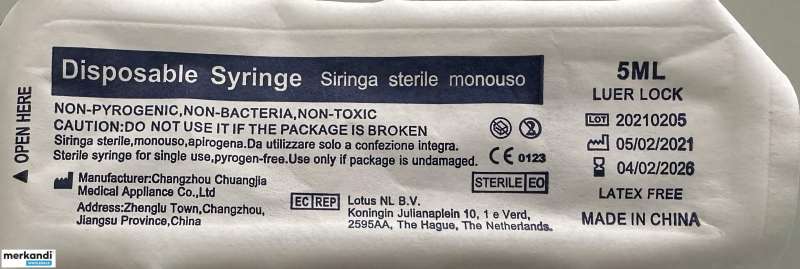 OPEN HERE
Disposable Syringe Siringa sterile monouso
NON-PYROGENIC,NON-BACTERIA,NON-TOXIC
CAUTION:DO NOT USE IT IF THE PACKAGE IS BROKEN
Siringa sterile,monouso,apirogena.Da utilizzare solo a confezione integra.
Sterile syringe for single use,pyrogen-free.Use only if package is undamaged.
2
CE 0123
Manufacturer:Changzhou Chuangjia
Medical Appliance Co.,Ltd
Address:Zhenglu Town,Changzhou,
Jiangsu Province,China
EC REP
Lotus NL B.V.
Koningin Julianaplein 10, 1 e Verd,
2595AA, The Hague, The Netherlands.
STERILE EO
5ML
LUER LOCK
LOT 20210205
05/02/2021
04/02/2026
LATEX FREE
MADE IN CHINA
merkandi